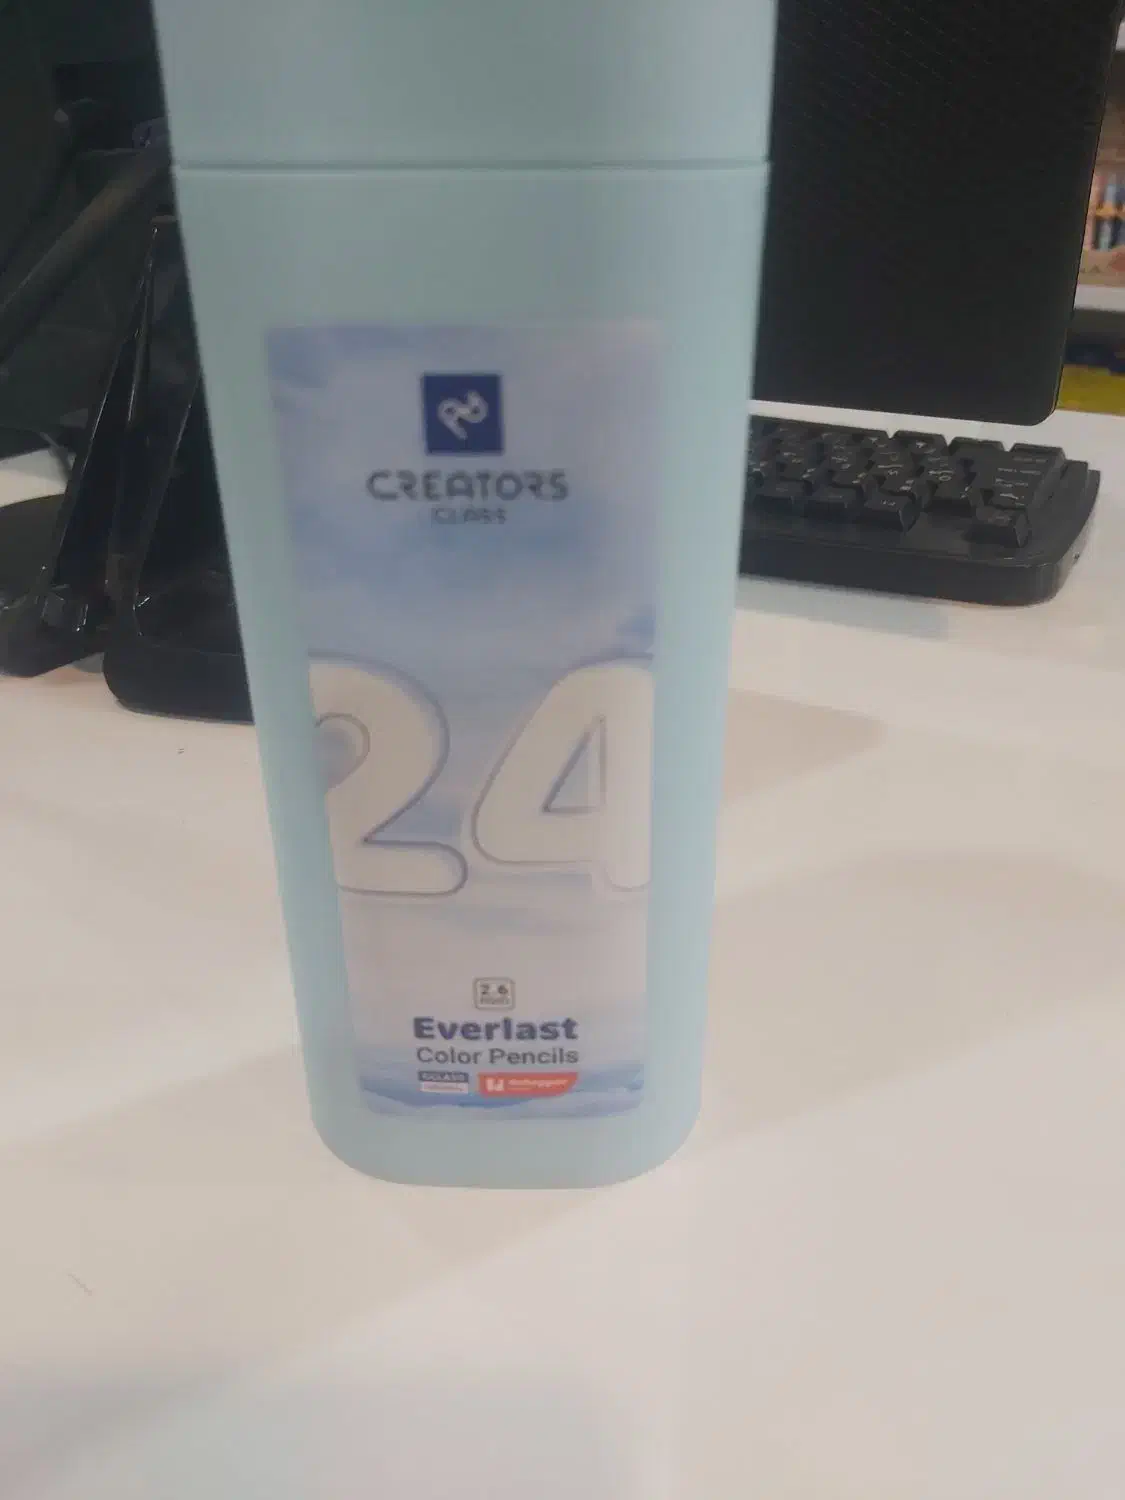 CREATORS
CLASS
24
2.6
Everlast
Color Pencils